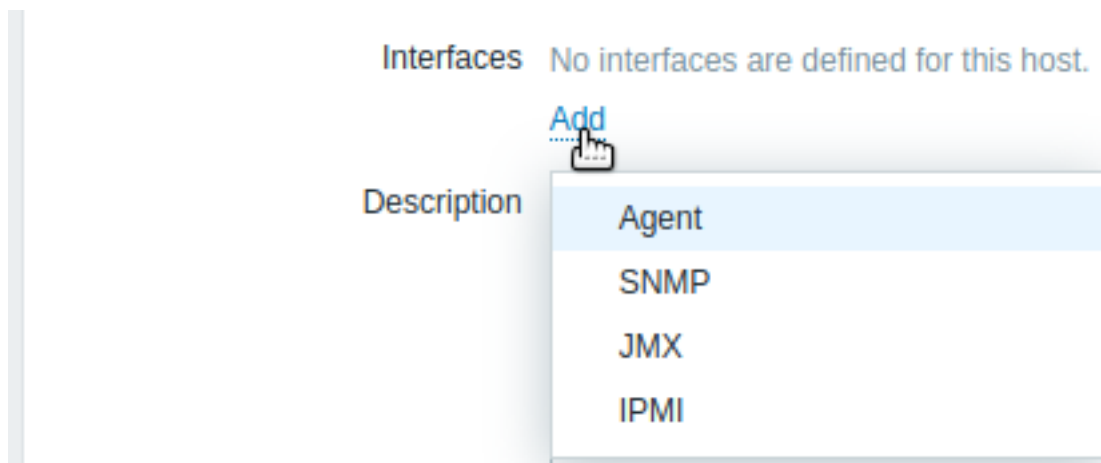 Interfaces No interfaces are defined for this host.
Add
Description
Agent
SNMP
JMX
IPMI